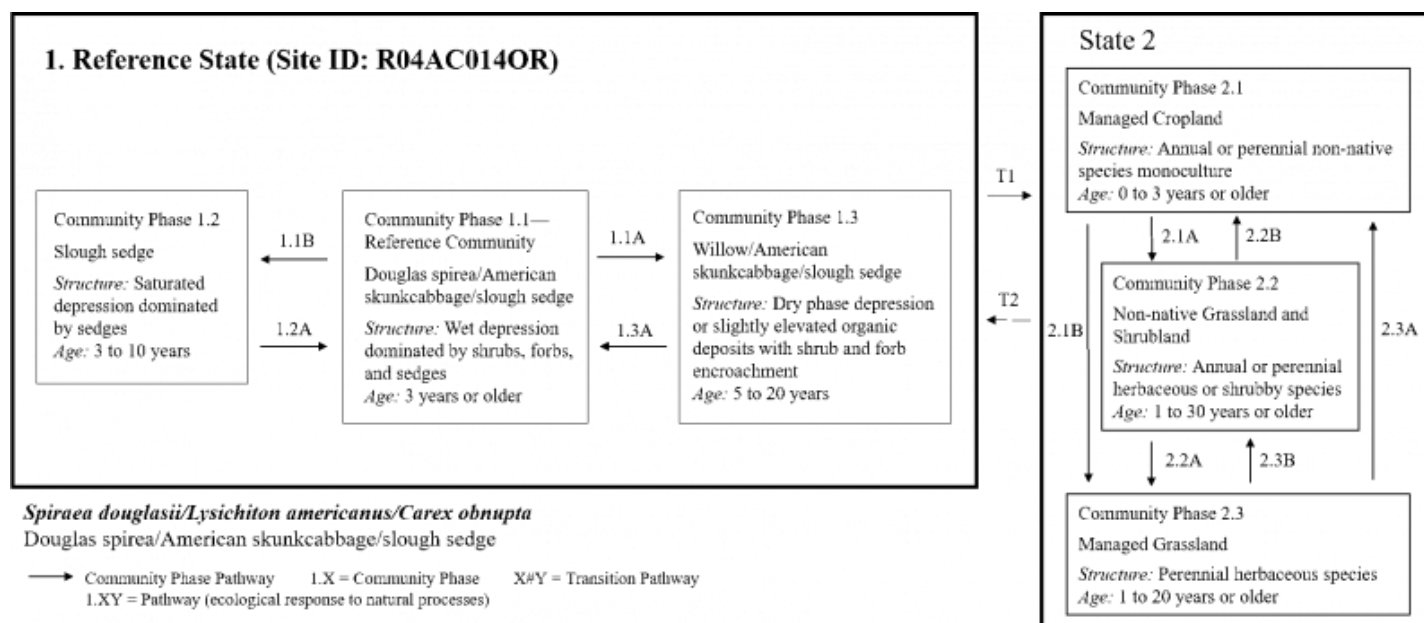 1. Reference State (Site ID: R04AC014OR)
Community Phase 1.2
Slough sedge
Structure: Saturated
depression dominated
by sedges
Age: 3 to 10 years
1.1B
1.2A
Community Phase 1.1—
Reference Community
Douglas spirea/American
skunkcabbage/slough sedge
Structure: Wet depression
dominated by shrubs, forbs,
and sedges
Age: 3 years or older
1.1A
1.3A
Community Phase 1.3
Willow/American
skunkcabbage/slough sedge
Structure: Dry phase depression
or slightly elevated organic
deposits with shrub and forb
encroachment
Age: 5 to 20 years
T1
T2
State 2
Community Phase 2.1
Managed Cropland
Structure: Annual or perennial non-native
species monoculture
Age: 0 to 3 years or older
2.1A
2.2B
2.1B
2.3A
Community Phase 2.2
Non-native Grassland and
Shrubland
Structure: Annual or perennial
herbaceous or shrubby species
Age: 1 to 30 years or older
2.2A
2.3B
Community Phase 2.3
Managed Grassland
Structure: Perennial herbaceous species
Age: 1 to 20 years or older
Spiraea douglasii/Lysichiton americanus/Carex obnupta
Douglas spirea/American skunkcabbage/slough sedge
Community Phase Pathway 1.X = Community Phase X#Y = Transition Pathway
1.XY = Pathway (ecological response to natural processes)